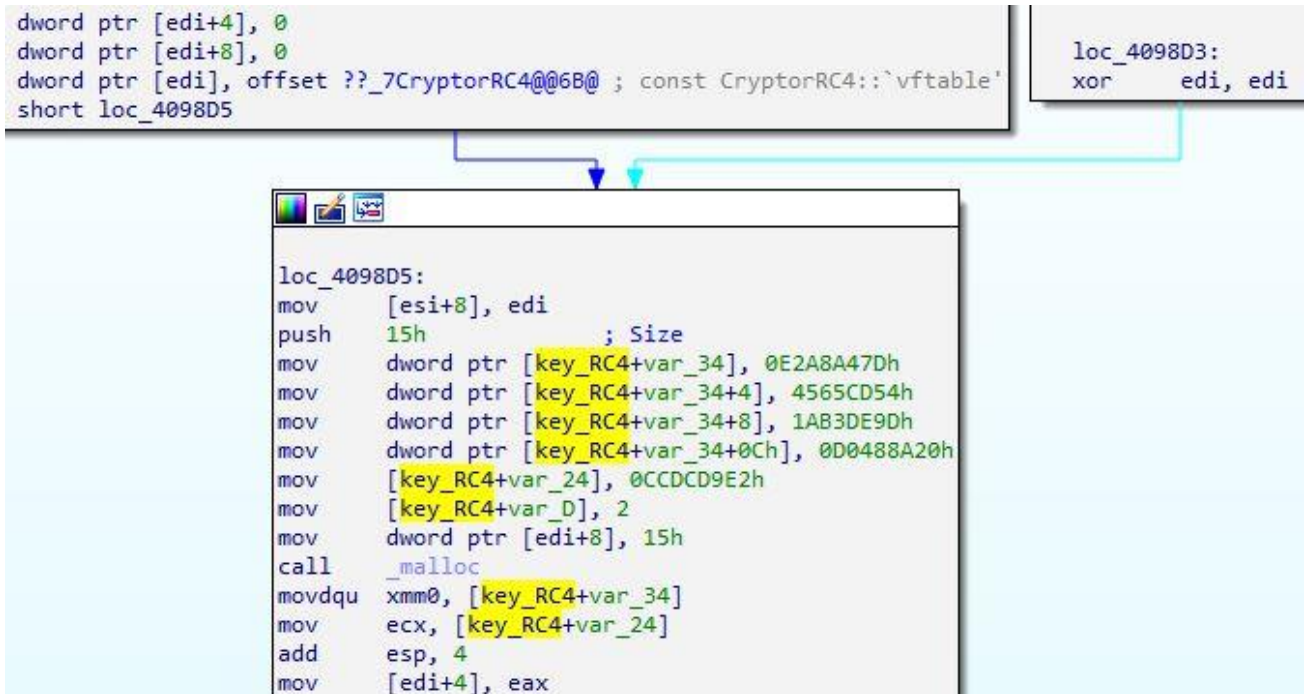 dword ptr [edi+4], 0
dword ptr [edi+8], 0
dword ptr [edi], offset ??_7CryptorRC4@@6B@ ; const CryptorRC4::`vftable'
short loc_4098D5
loc_4098D3:
xor edi, edi
loc_4098D5:
mov [esi+8], edi
push 15h ; Size
mov dword ptr [key_RC4+var_34], 0E2A8A47Dh
mov dword ptr [key_RC4+var_34+4], 4565CD54h
mov dword ptr [key_RC4+var_34+8], 1AB3DE9Dh
mov dword ptr [key_RC4+var_34+0Ch], 0D0488A20h
mov [key_RC4+var_24], 0CCDCD9E2h
mov [key_RC4+var_D], 2
mov dword ptr [edi+8], 15h
call _malloc
movdqu xmm0, [key_RC4+var_34]
mov ecx, [key_RC4+var_24]
add esp, 4
mov [edi+4], eax